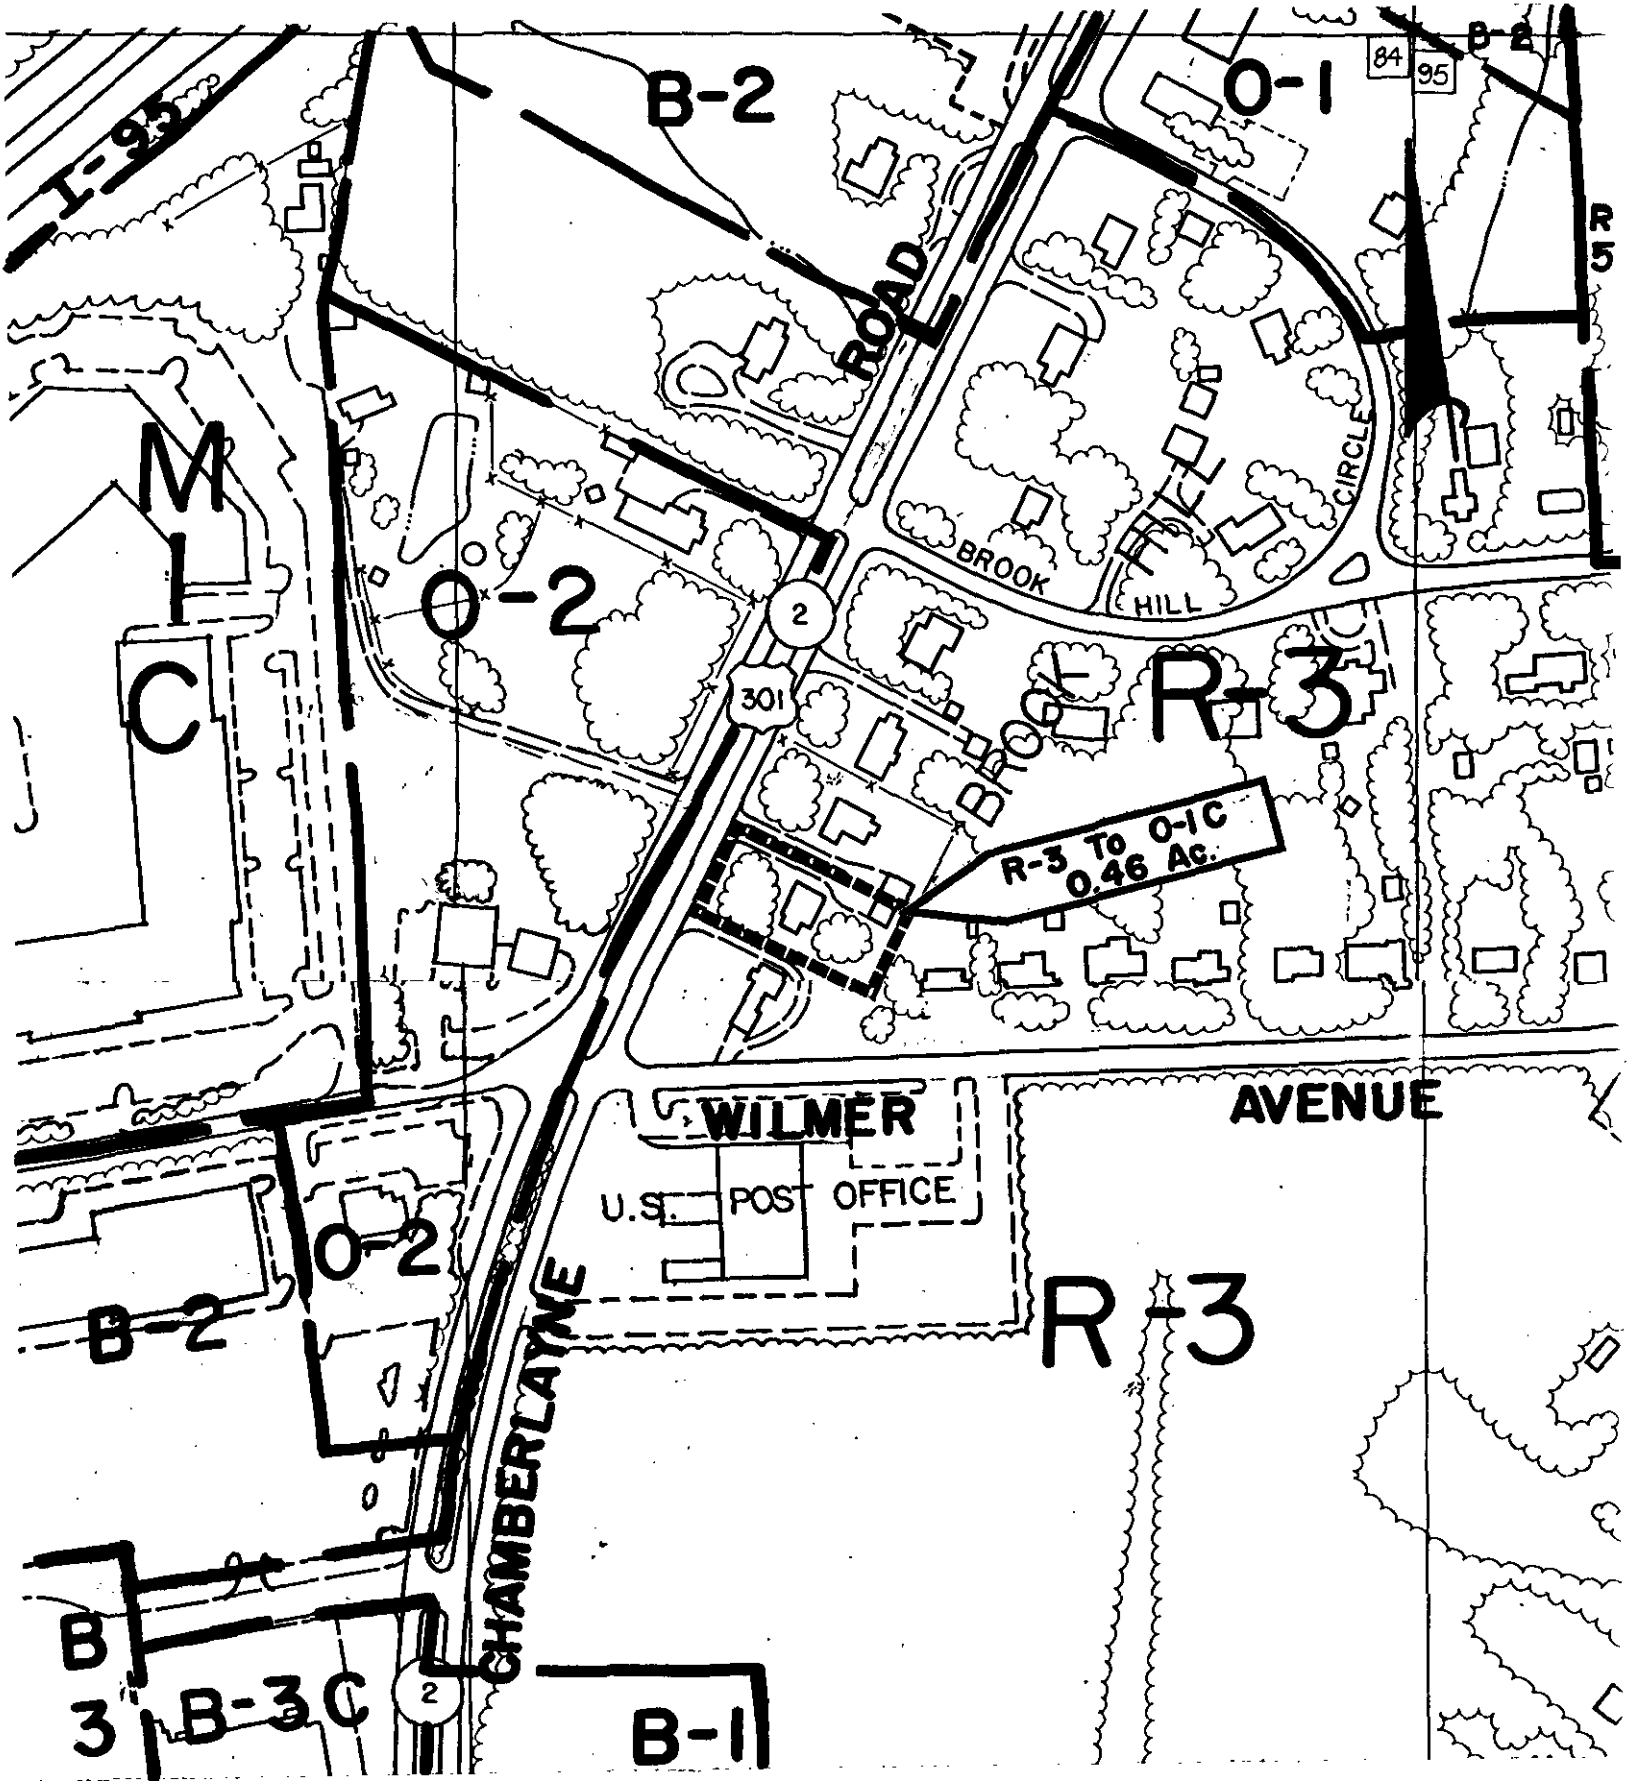 B-2
84
95
B-2
O-1
I-95
R
5
ROAD
CIRCLE
M
C
O-2
2
BROOK
HILL
301
BROOK
R-3
R-3 To O-1C
0.46 Ac.
WILMER
AVENUE
U.S. POST OFFICE
O-2
B-2
R-3
CHAMBERLAYNE
B
3
B-3C
2
B-1